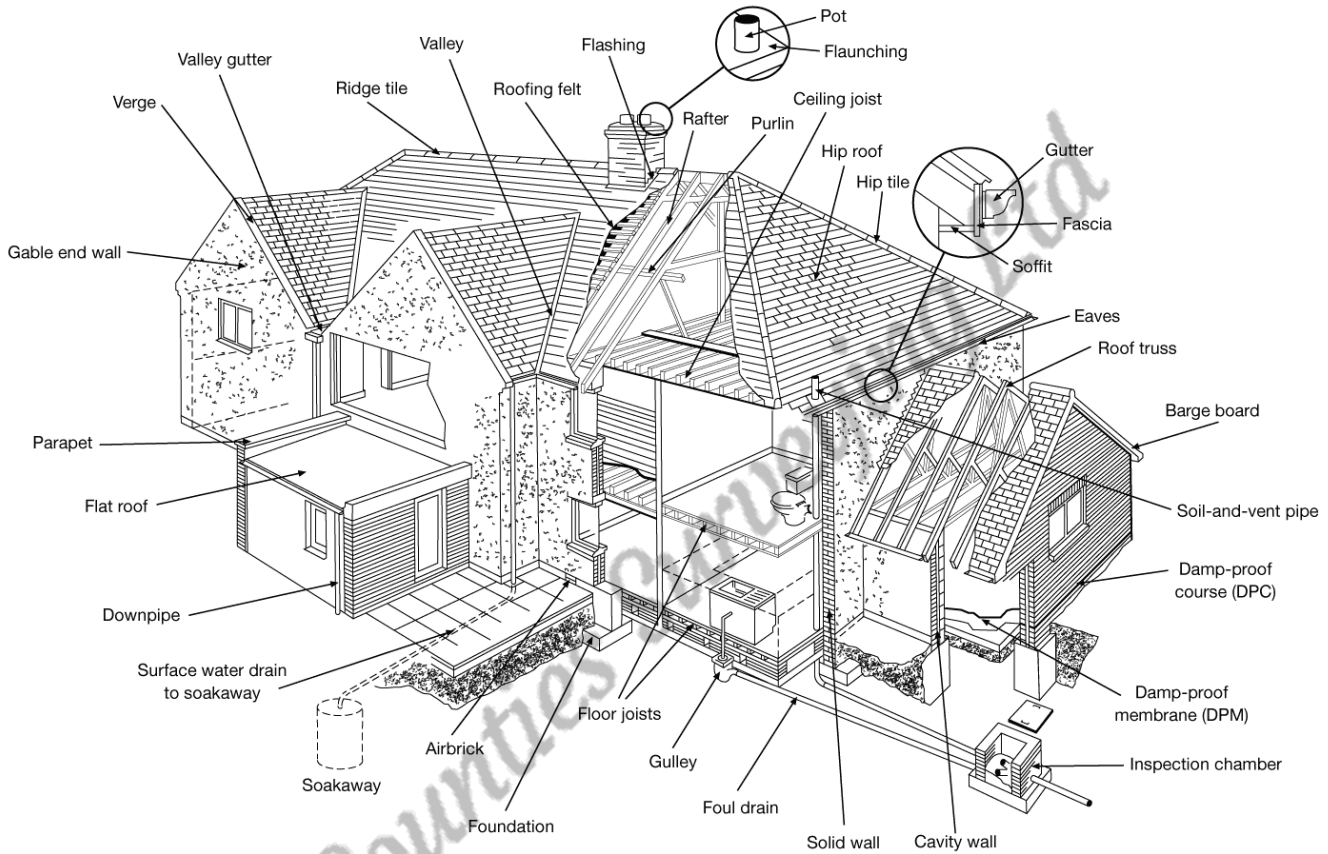 Pot
Flashing
Flaunching
Valley
Valley gutter
Ridge tile
Roofing felt
Ceiling joist
Verge
Rafter
Purlin
Hip roof
Gutter
Hip tile
Gable end wall
Fascia
Soffit
Eaves
Roof truss
Barge board
Parapet
Flat roof
Soil-and-vent pipe
Damp-proof
course (DPC)
Downpipe
Surface water drain
to soakaway
Damp-proof
membrane (DPM)
Floor joists
Airbrick
Gulley
Inspection chamber
Soakaway
Foul drain
Foundation
Solid wall
Cavity wall
Counties Surveying Ltd